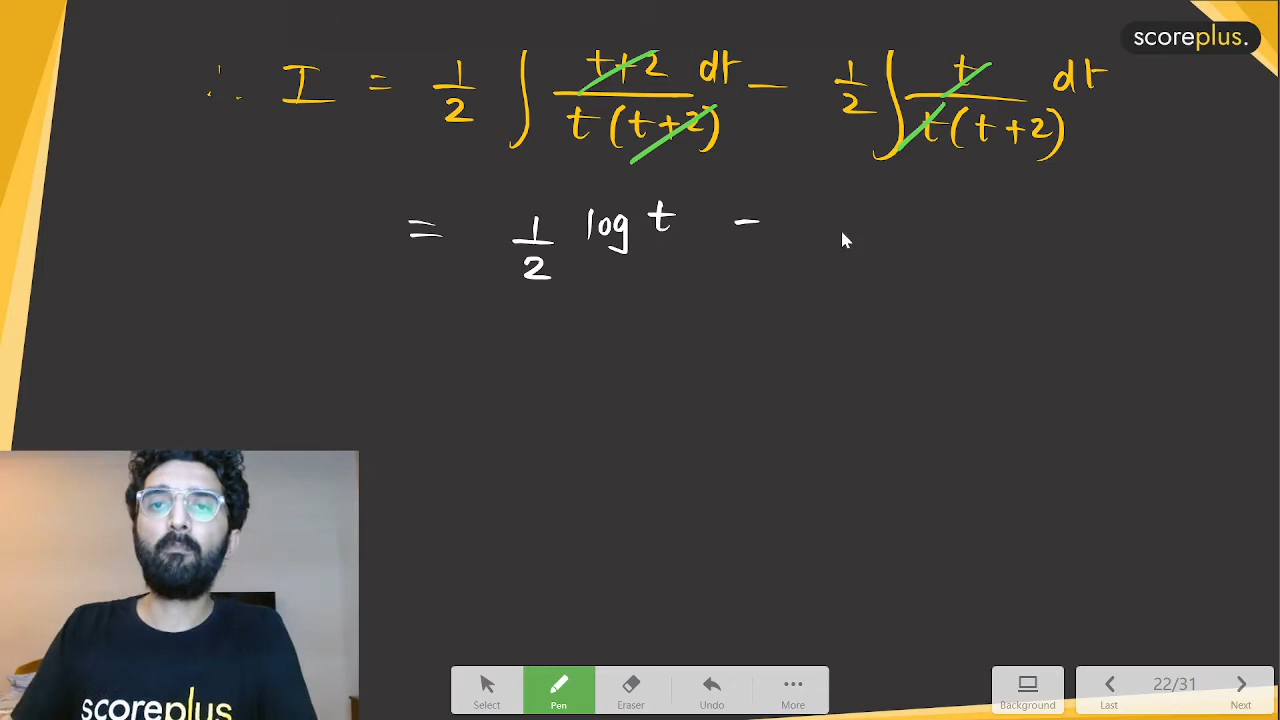 scoreplus.
∴ I = 1/2 ∫ t+2/t(t+2) dt - 1/2 ∫ t/t(t+2) dt
= 1/2 log t -
scoreplus
Select Pen Eraser Undo More Background Last 22/31 Next